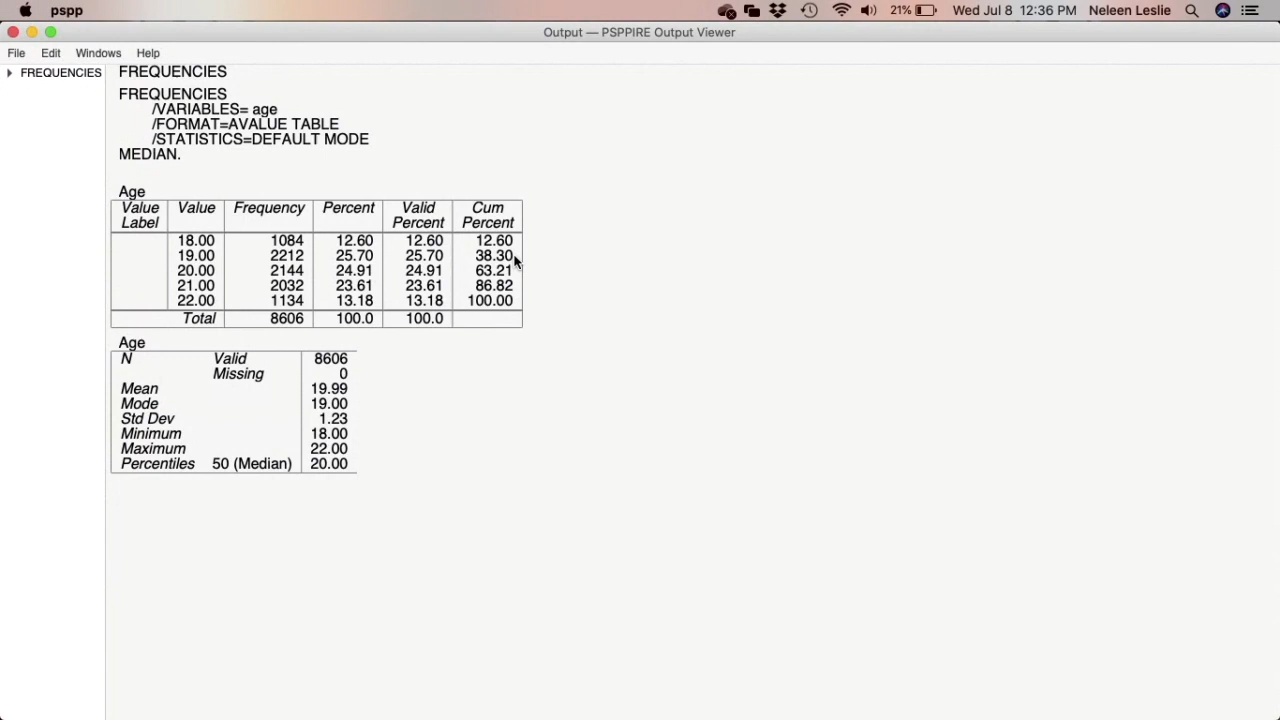 pspp 21% Wed Jul 8 12:36 PM Neleen Leslie
Output — PSPPIRE Output Viewer
File Edit Windows Help
FREQUENCIES
FREQUENCIES
FREQUENCIES
/VARIABLES= age
/FORMAT=AVALUE TABLE
/STATISTICS=DEFAULT MODE
MEDIAN.
Age
Value Label Value Frequency Percent Valid Percent Cum Percent
18.00 1084 12.60 12.60 12.60
19.00 2212 25.70 25.70 38.30
20.00 2144 24.91 24.91 63.21
21.00 2032 23.61 23.61 86.82
22.00 1134 13.18 13.18 100.00
Total 8606 100.0 100.0
Age
N Valid 8606
Missing 0
Mean 19.99
Mode 19.00
Std Dev 1.23
Minimum 18.00
Maximum 22.00
Percentiles 50 (Median) 20.00